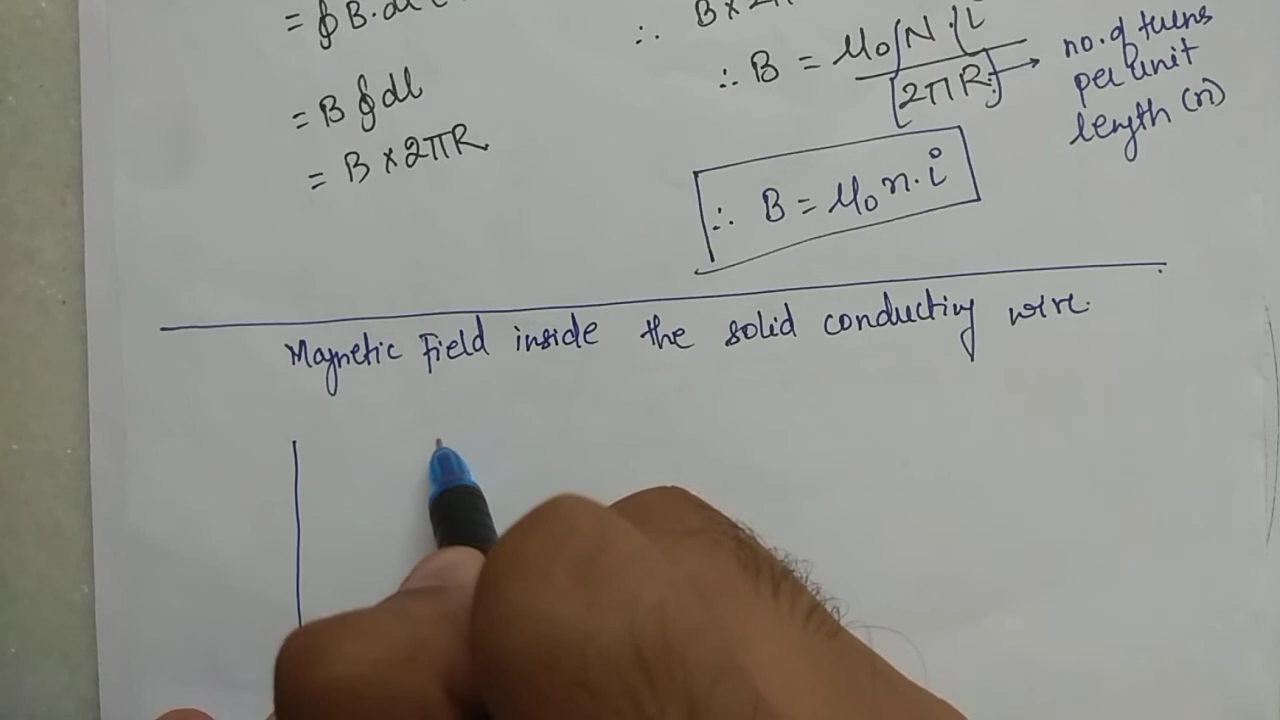 = ∮ B.dl
= B ∮ dl
= B × 2πR
∴ B × 2π
∴ B = μ₀ (N.) i / [2πR] → no. of turns
per unit
length (n)
∴ B = μ₀ n . i
Magnetic Field inside the solid conducting wire.